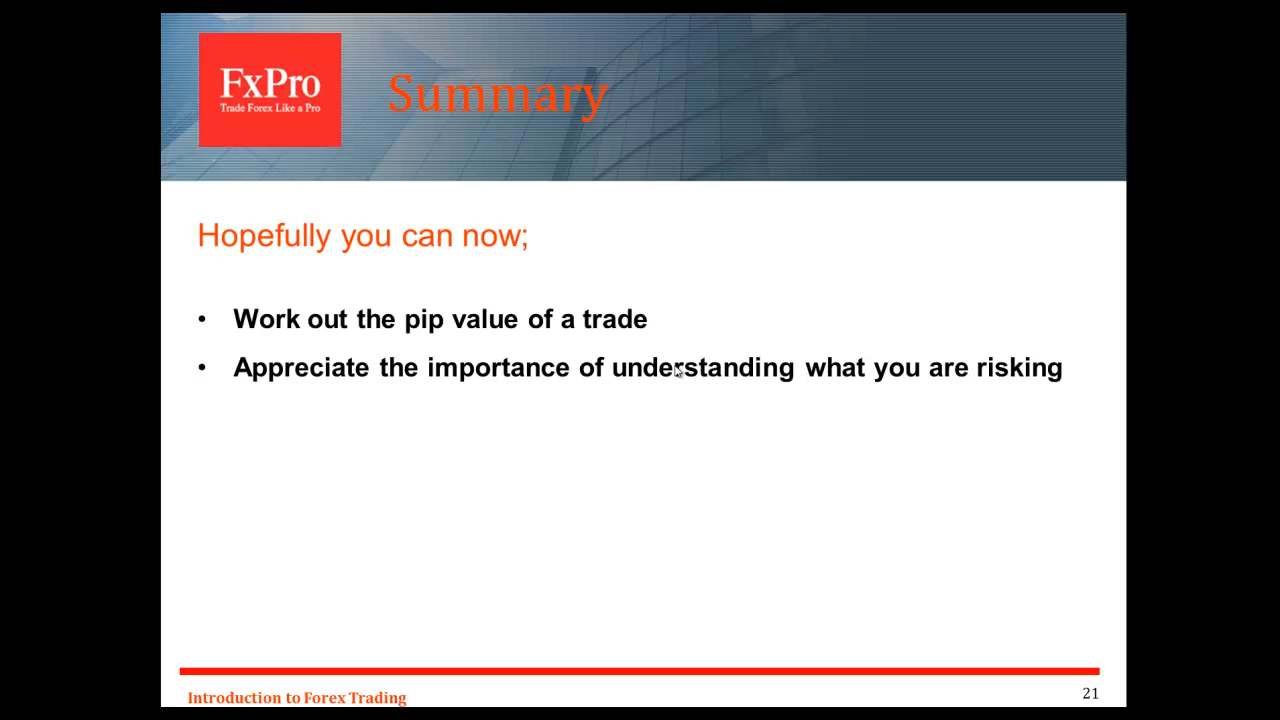 FxPro
Trade Forex Like a Pro
Summary
Hopefully you can now;
• Work out the pip value of a trade
• Appreciate the importance of understanding what you are risking
Introduction to Forex Trading
21